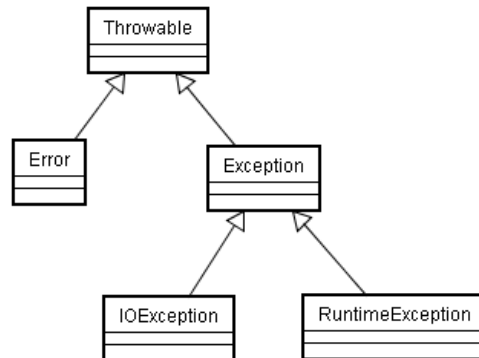 Throwable
Error
Exception
IOException
RuntimeException